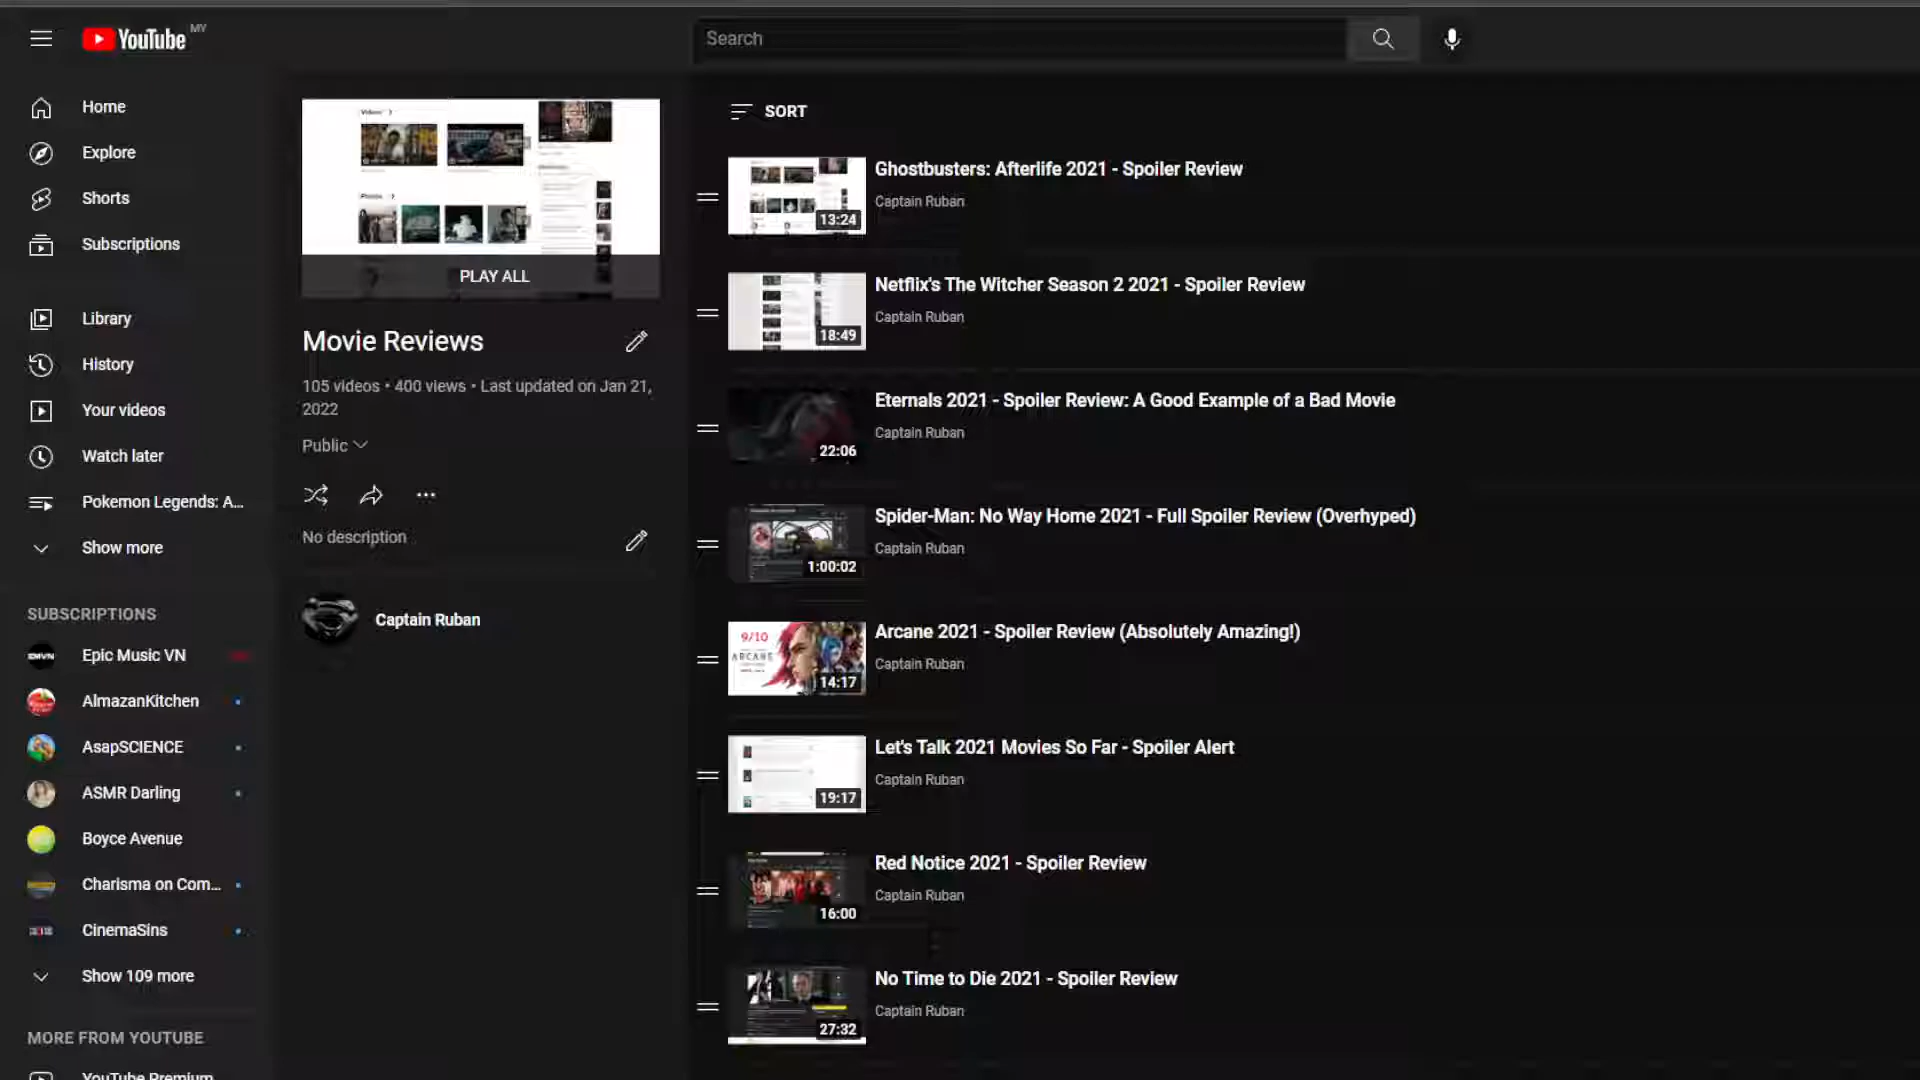 YouTube MY
Search
Home
Explore
Shorts
Subscriptions
Library
History
Your videos
Watch later
Pokemon Legends: A...
Show more
SUBSCRIPTIONS
Epic Music VN
AlmazanKitchen
AsapSCIENCE
ASMR Darling
Boyce Avenue
Charisma on Com...
CinemaSins
Show 109 more
MORE FROM YOUTUBE
YouTube Premium
PLAY ALL
Movie Reviews
105 videos • 400 views • Last updated on Jan 21,
2022
Public
No description
Captain Ruban
SORT
Ghostbusters: Afterlife 2021 - Spoiler Review
Captain Ruban
13:24
Netflix's The Witcher Season 2 2021 - Spoiler Review
Captain Ruban
18:49
Eternals 2021 - Spoiler Review: A Good Example of a Bad Movie
Captain Ruban
22:06
Spider-Man: No Way Home 2021 - Full Spoiler Review (Overhyped)
Captain Ruban
1:00:02
Arcane 2021 - Spoiler Review (Absolutely Amazing!)
Captain Ruban
9/10
ARCANE
14:17
Let's Talk 2021 Movies So Far - Spoiler Alert
Captain Ruban
19:17
Red Notice 2021 - Spoiler Review
Captain Ruban
16:00
No Time to Die 2021 - Spoiler Review
Captain Ruban
27:32